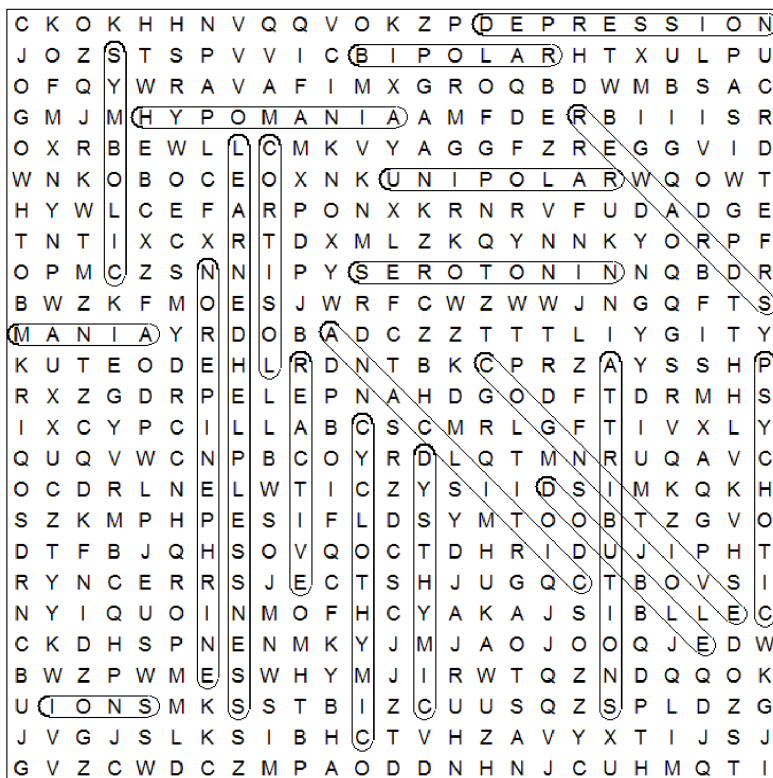 C K O K H H N V Q Q V O K Z P D E P R E S S I O N
J O Z S T S P V V I C B I P O L A R H T X U L P U
O F Q Y W R A V A F I M X G R O Q B D W M B S A C
G M J M H Y P O M A N I A A M F D E R B I I I S R
O X R B E W L L C M K V Y A G G F Z R E G G V I D
W N K O B O C E O X N K U N I P O L A R W Q O W T
H Y W L C E F A R P O N X K R N R V F U D A D G E
T N T I X C X R T D X M L Z K Q Y N N K Y O R P F
O P M C Z S N N I P Y S E R O T O N I N N Q B D R
B W Z K F M O E S J W R F C W Z W W J N G Q F T S
M A N I A Y R D O B A D C Z Z T T T L I Y G I T Y
K U T E O D E H L R D N T B K C P R Z A Y S S H P
R X Z G D R P E L E P N A H D G O D F T D R M H S
I X C Y P C I L L A B C S C M R L G F T I V X L Y
Q U Q V W C N P B C O Y R D L Q T M N R U Q A V C
O C D R L N E L W T I C Z Y S I I D S I M K Q K H
S Z K M P H P E S I F L D S Y M T O O B T Z G V O
D T F B J Q H S O V Q O C T D H R I D U J I P H T
R Y N C E R R S J E C T S H J U G Q C T B O V S I
N Y I Q U O I N M O F H C Y A K A J S I B L L E C
C K D H S P N E N M K Y J M J A O J O O Q J E D W
B W Z P W M E S W H Y M J I R W T Q Z N D Q Q O K
U I O N S M K S S T B I Z C U U S Q Z S P L D Z G
J V G J S L K S I B H C T V H Z A V Y X T I J S J
G V Z C W D C Z M P A O D D N H N J C U H M Q T I